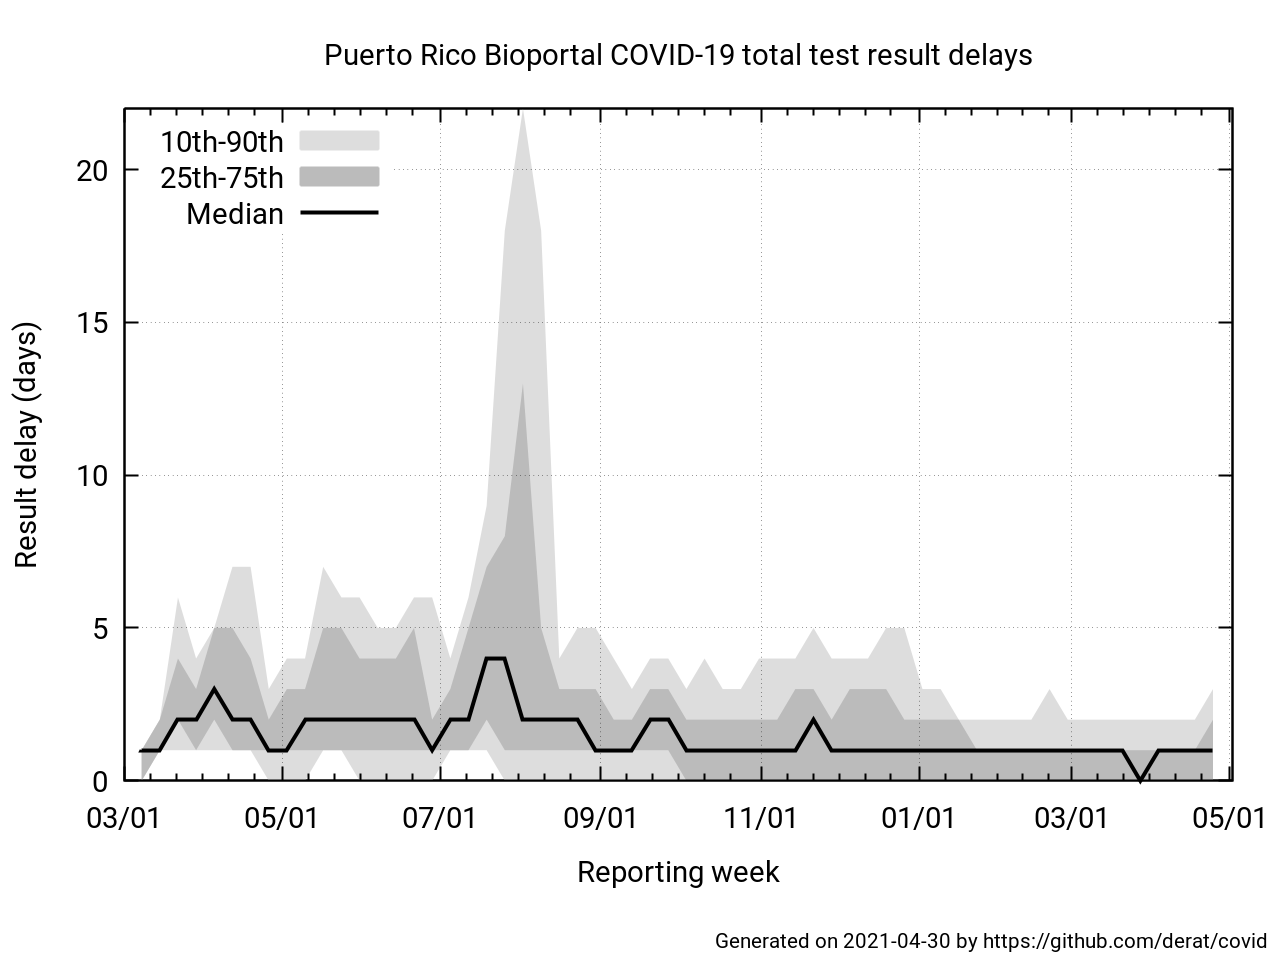 Puerto Rico Bioportal COVID-19 total test result delays
10th-90th
25th-75th
Median
20
15
10
5
0
Result delay (days)
03/01 05/01 07/01 09/01 11/01 01/01 03/01 05/01
Reporting week
Generated on 2021-04-30 by https://github.com/derat/covid